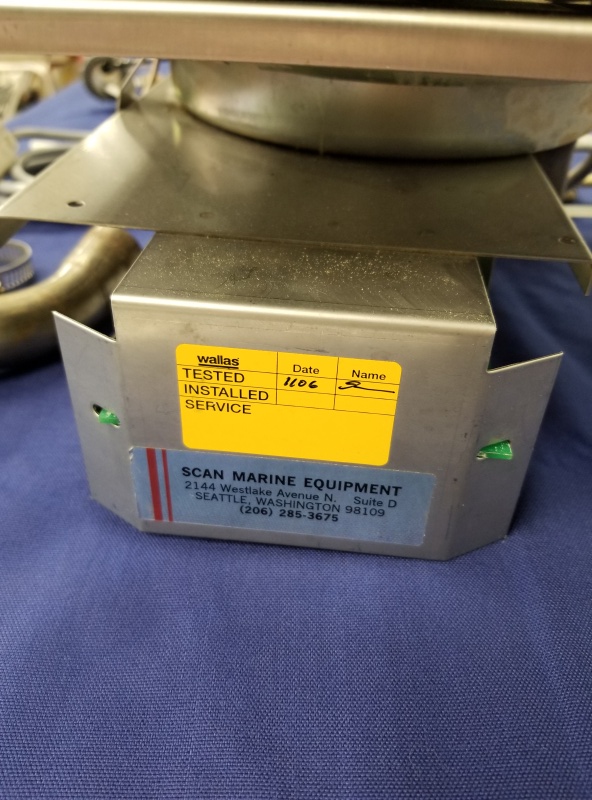 wallas
Date Name
TESTED 1106
INSTALLED
SERVICE
SCAN MARINE EQUIPMENT
2144 Westlake Avenue N. Suite D
SEATTLE, WASHINGTON 98109
(206) 285-3675